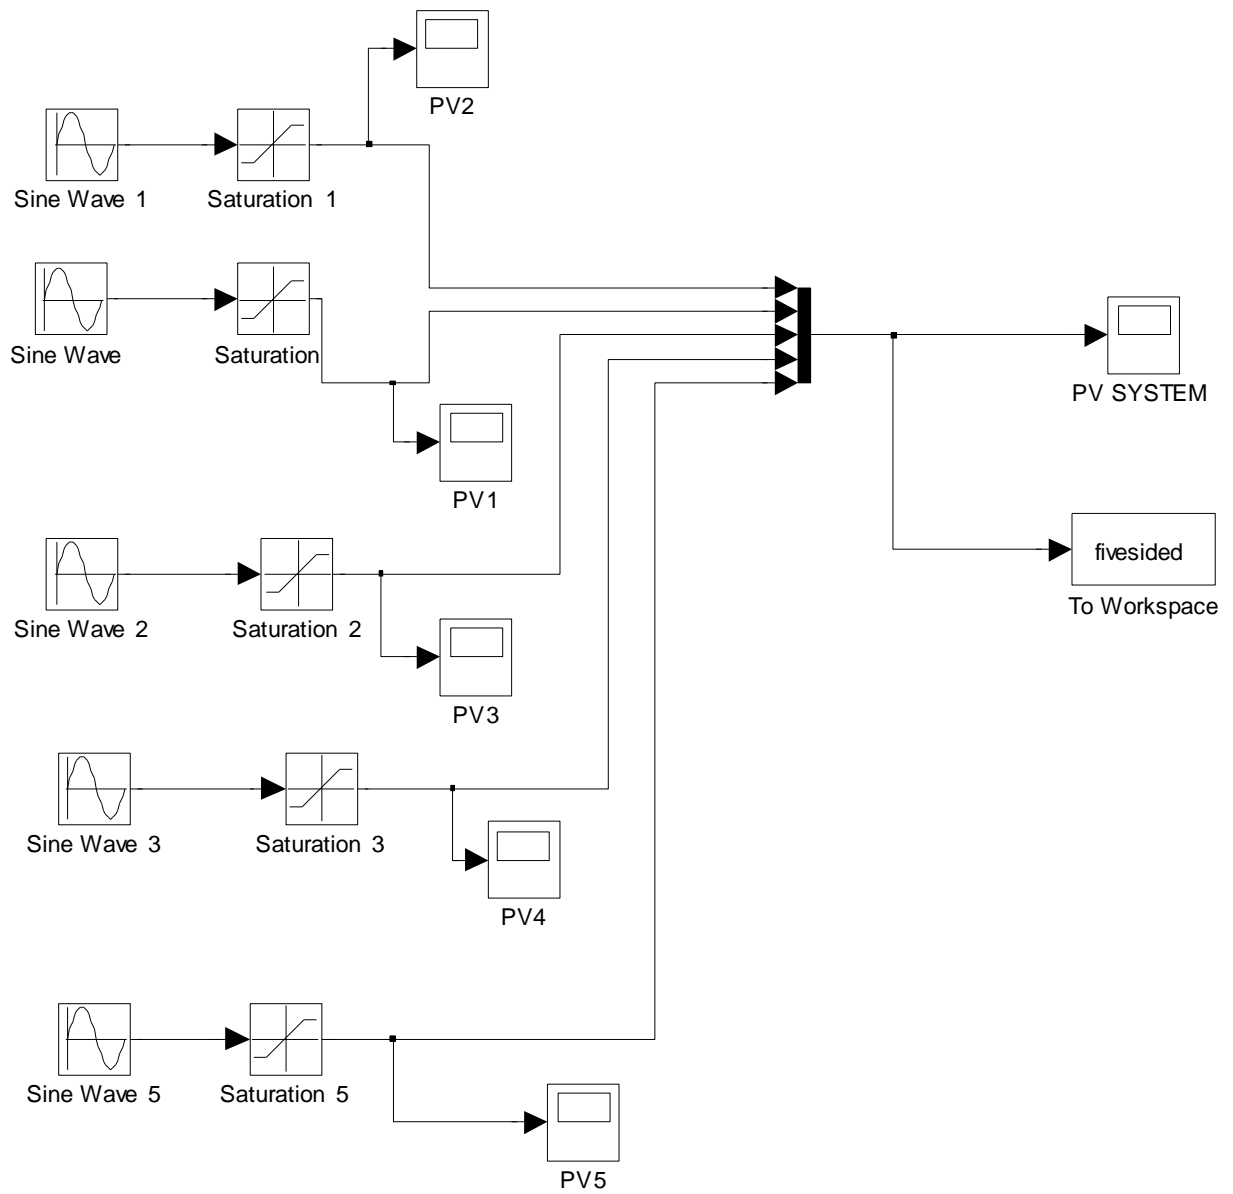 PV2
Sine Wave 1
Saturation 1
Sine Wave
Saturation
PV SYSTEM
PV1
fivesided
To Workspace
Sine Wave 2
Saturation 2
PV3
Sine Wave 3
Saturation 3
PV4
Sine Wave 5
Saturation 5
PV5